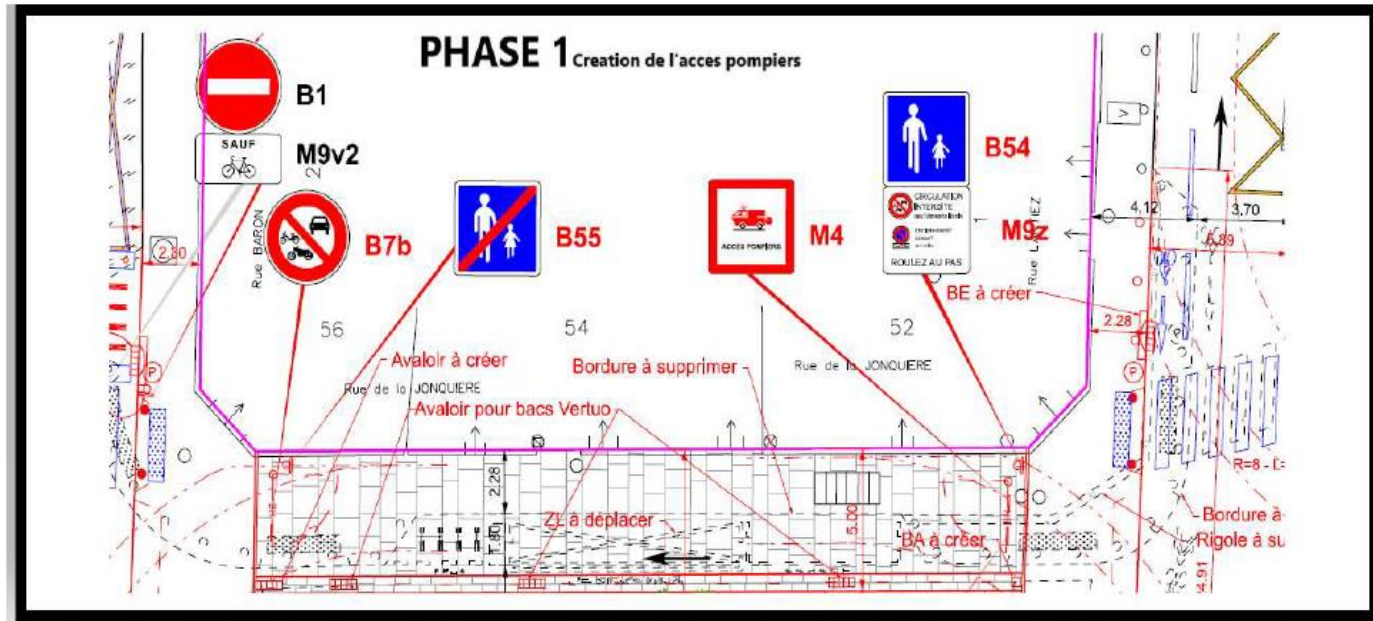 PHASE 1 Creation de l'acces pompiers
B1
SAUF
M9v2
B7b
B55
ACCES POMPIERS
M4
B54
CIRCULATION
INTERDITE
M9z
ROULEZ AU PAS
Rue BARON
2.80
4.12
3.70
BE à créer
2.28
56
54
52
Avaloir à créer
Bordure à supprimer
Rue de la JONQUIERE
Rue de la JONQUIERE
Avaloir pour bacs Vertuo
P
P
2.28
ZL à déplacer
1.80
5.00
BA à créer
R=8
Bordure à
Rigole à su
4.91